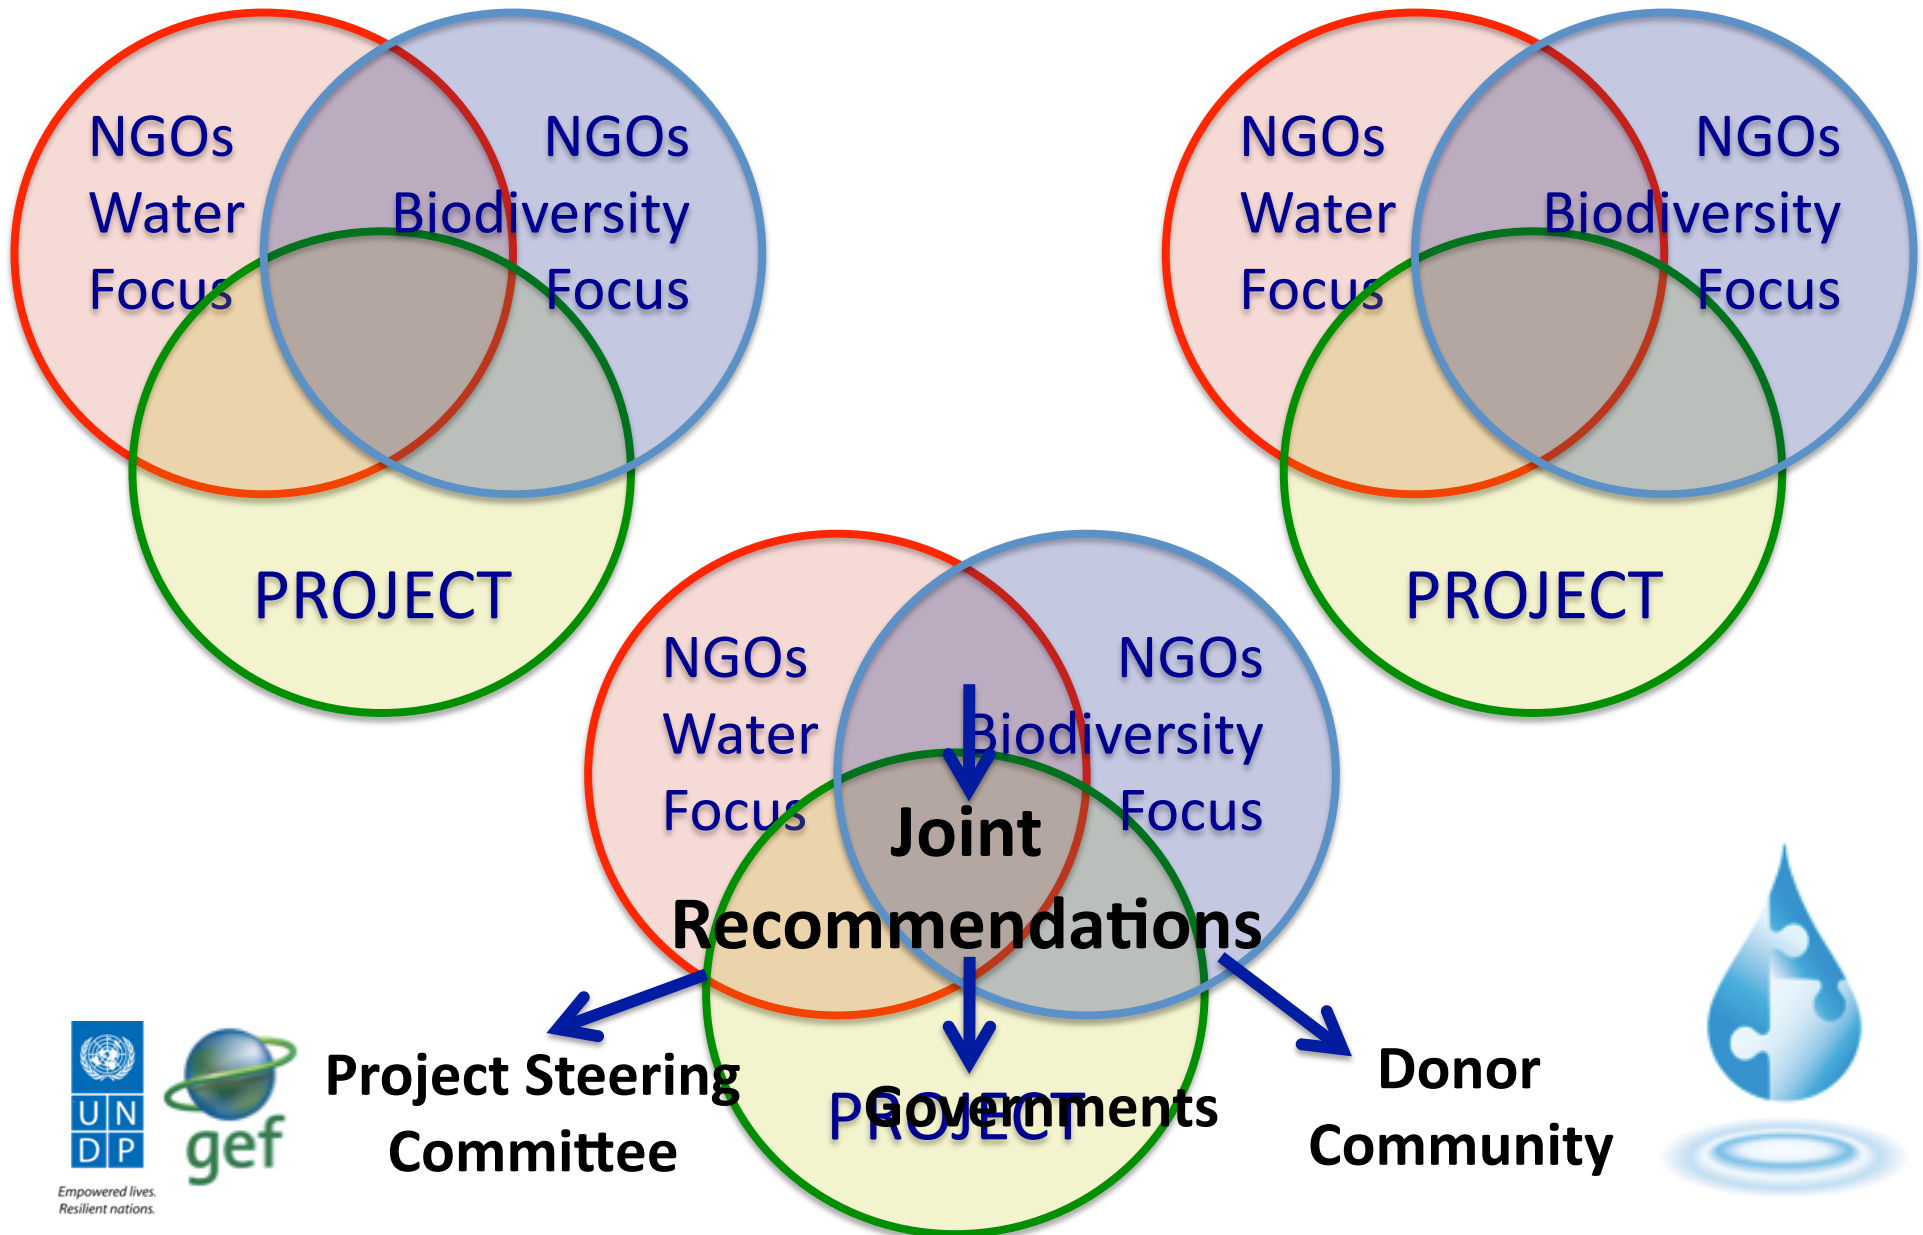 NGOs
Water
Focus
NGOs
Biodiversity
Focus
PROJECT
NGOs
Water
Focus
NGOs
Biodiversity
Focus
PROJECT
NGOs
Water
Focus
NGOs
Biodiversity
Focus
PROJECT
Joint
Recommendations
Project Steering
Committee
Governments
Donor
Community
U N
D P
Empowered lives.
Resilient nations.
gef